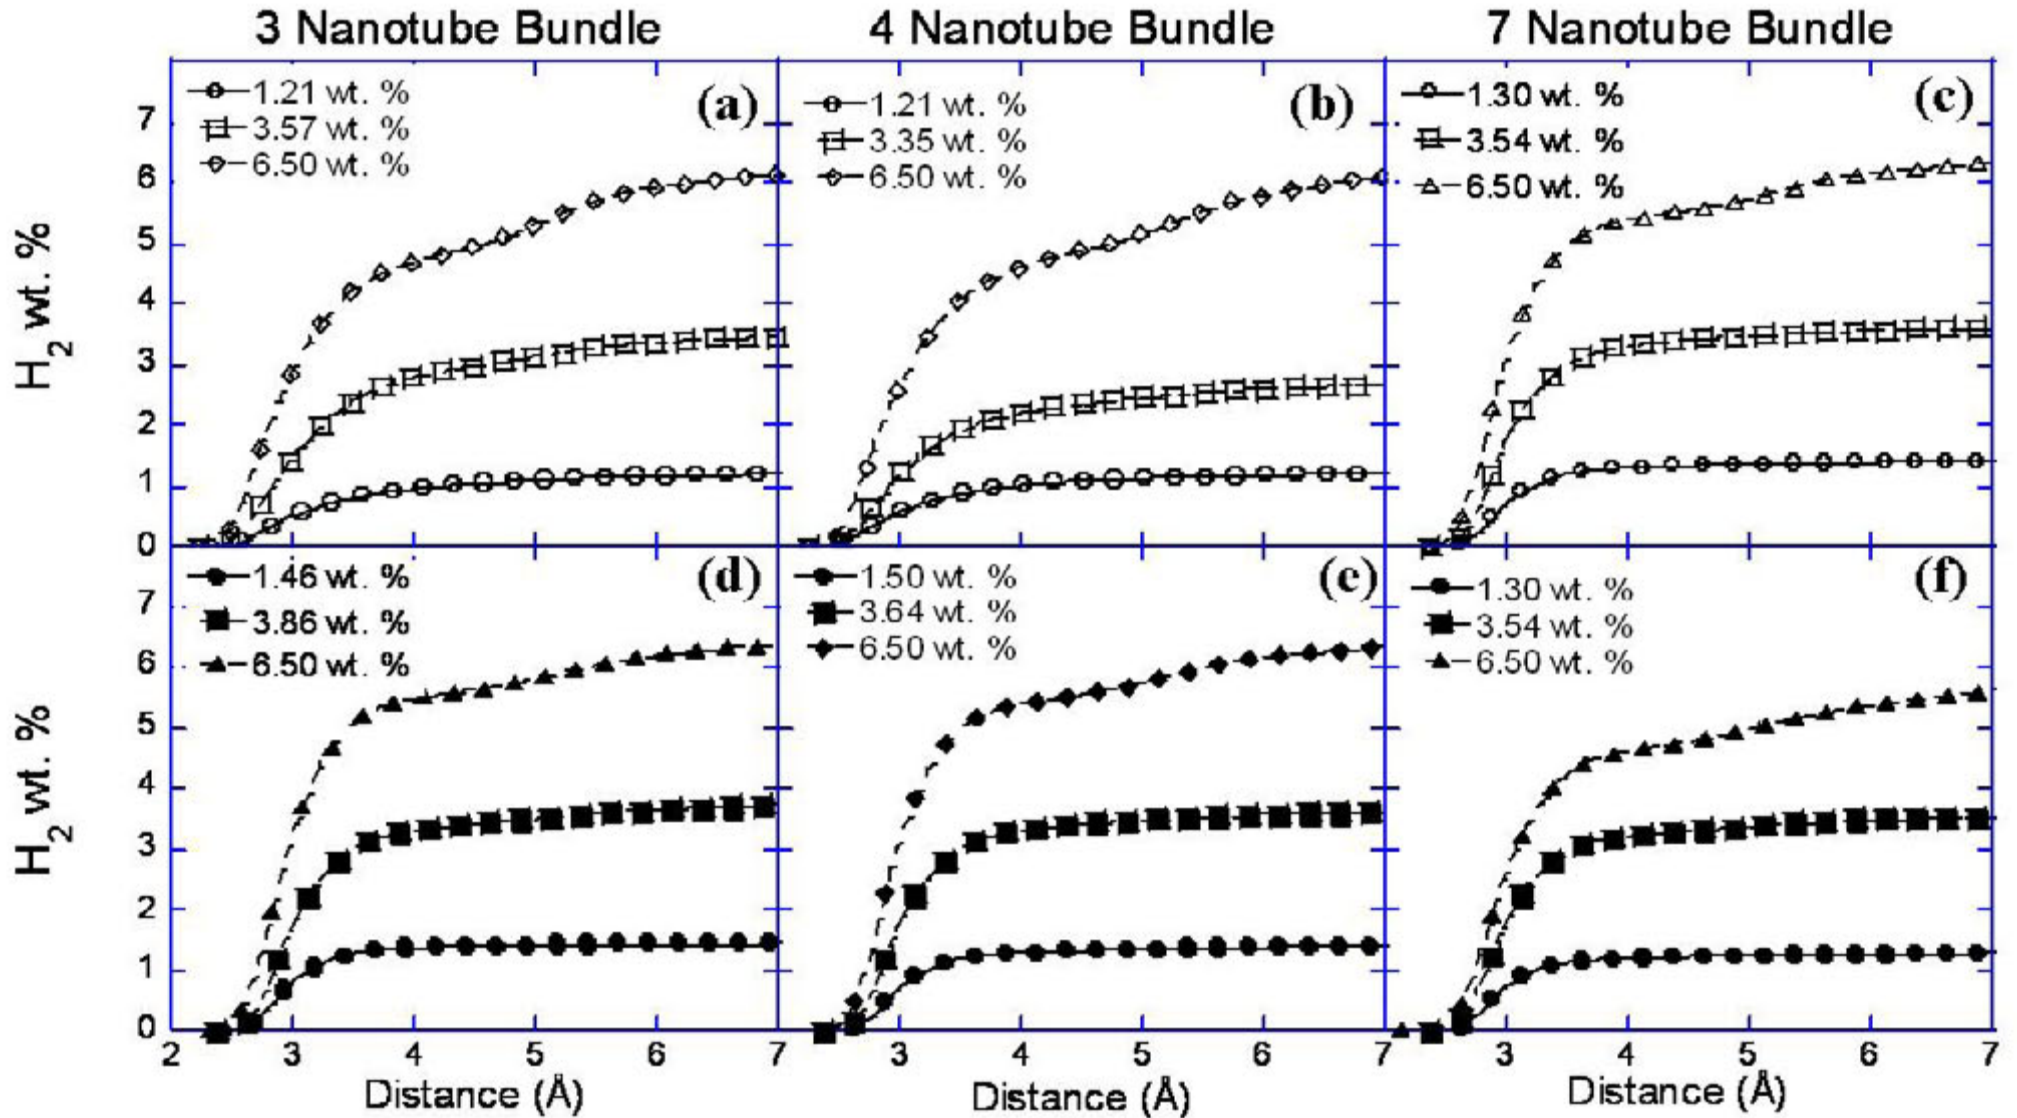 3 Nanotube Bundle
4 Nanotube Bundle
7 Nanotube Bundle
1.21 wt. %
3.57 wt. %
6.50 wt. %
(a)
1.21 wt. %
3.35 wt. %
6.50 wt. %
(b)
1.30 wt. %
3.54 wt. %
6.50 wt. %
(c)
H2 wt. %
7
6
5
4
3
2
1
0
1.46 wt. %
3.86 wt. %
6.50 wt. %
(d)
1.50 wt. %
3.64 wt. %
6.50 wt. %
(e)
1.30 wt. %
3.54 wt. %
6.50 wt. %
(f)
H2 wt. %
7
6
5
4
3
2
1
0
2 3 4 5 6 7
3 4 5 6 7
3 4 5 6 7
Distance (Å)
Distance (Å)
Distance (Å)